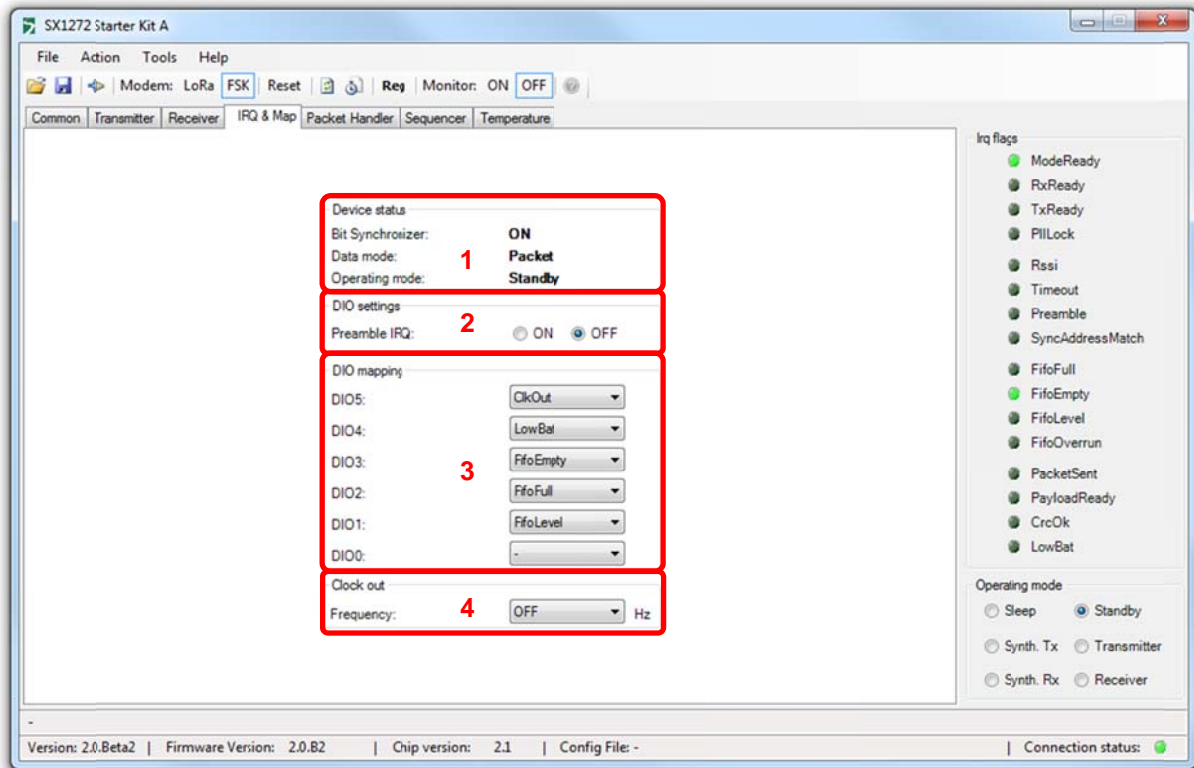 SX1272 Starter Kit A
File Action Tools Help
Modem: LoRa FSK Reset Reg Monitor: ON OFF
Common Transmitter Receiver IRQ & Map Packet Handler Sequencer Temperature
Device status
Bit Synchronizer: ON
Data mode: Packet
Operating mode: Standby
1
DIO settings
Preamble IRQ: ON OFF
2
DIO mapping
DIO5: ClkOut
DIO4: LowBat
DIO3: FifoEmpty
DIO2: FifoFull
DIO1: FifoLevel
DIO0: -
3
Clock out
Frequency: OFF Hz
4
Irq flags
ModeReady
RxReady
TxReady
PllLock
Rssi
Timeout
Preamble
SyncAddressMatch
FifoFull
FifoEmpty
FifoLevel
FifoOverrun
PacketSent
PayloadReady
CrcOk
LowBat
Operating mode
Sleep Standby
Synth. Tx Transmitter
Synth. Rx Receiver
-
Version: 2.0.Beta2 | Firmware Version: 2.0.B2 | Chip version: 2.1 | Config File: - | Connection status: